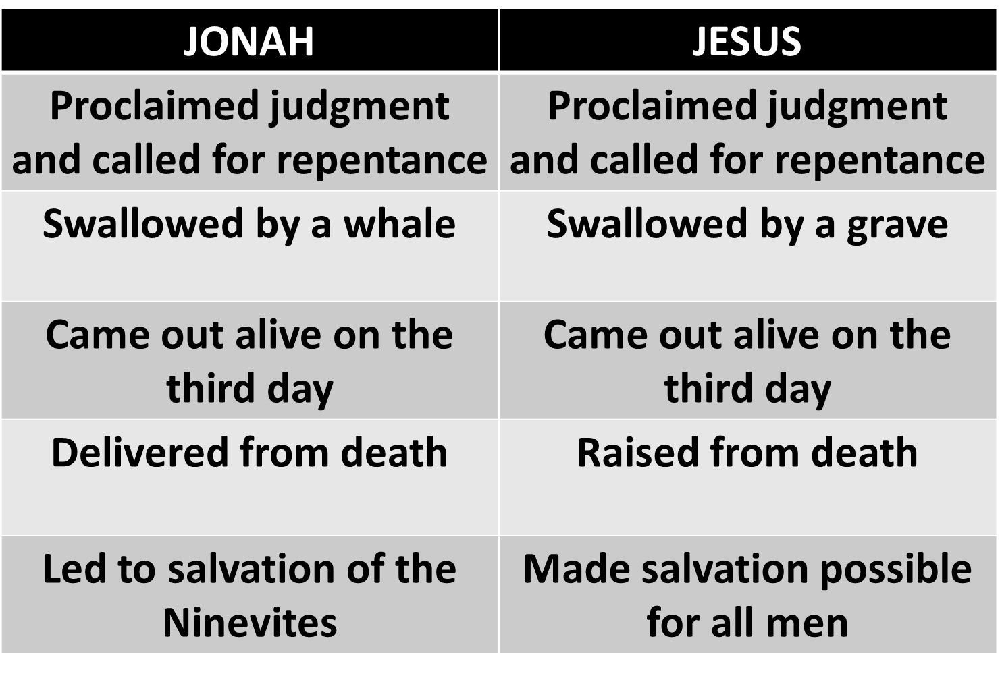 JONAH
JESUS
Proclaimed judgment
and called for repentance
Proclaimed judgment
and called for repentance
Swallowed by a whale
Swallowed by a grave
Came out alive on the
third day
Came out alive on the
third day
Delivered from death
Raised from death
Led to salvation of the
Ninevites
Made salvation possible
for all men